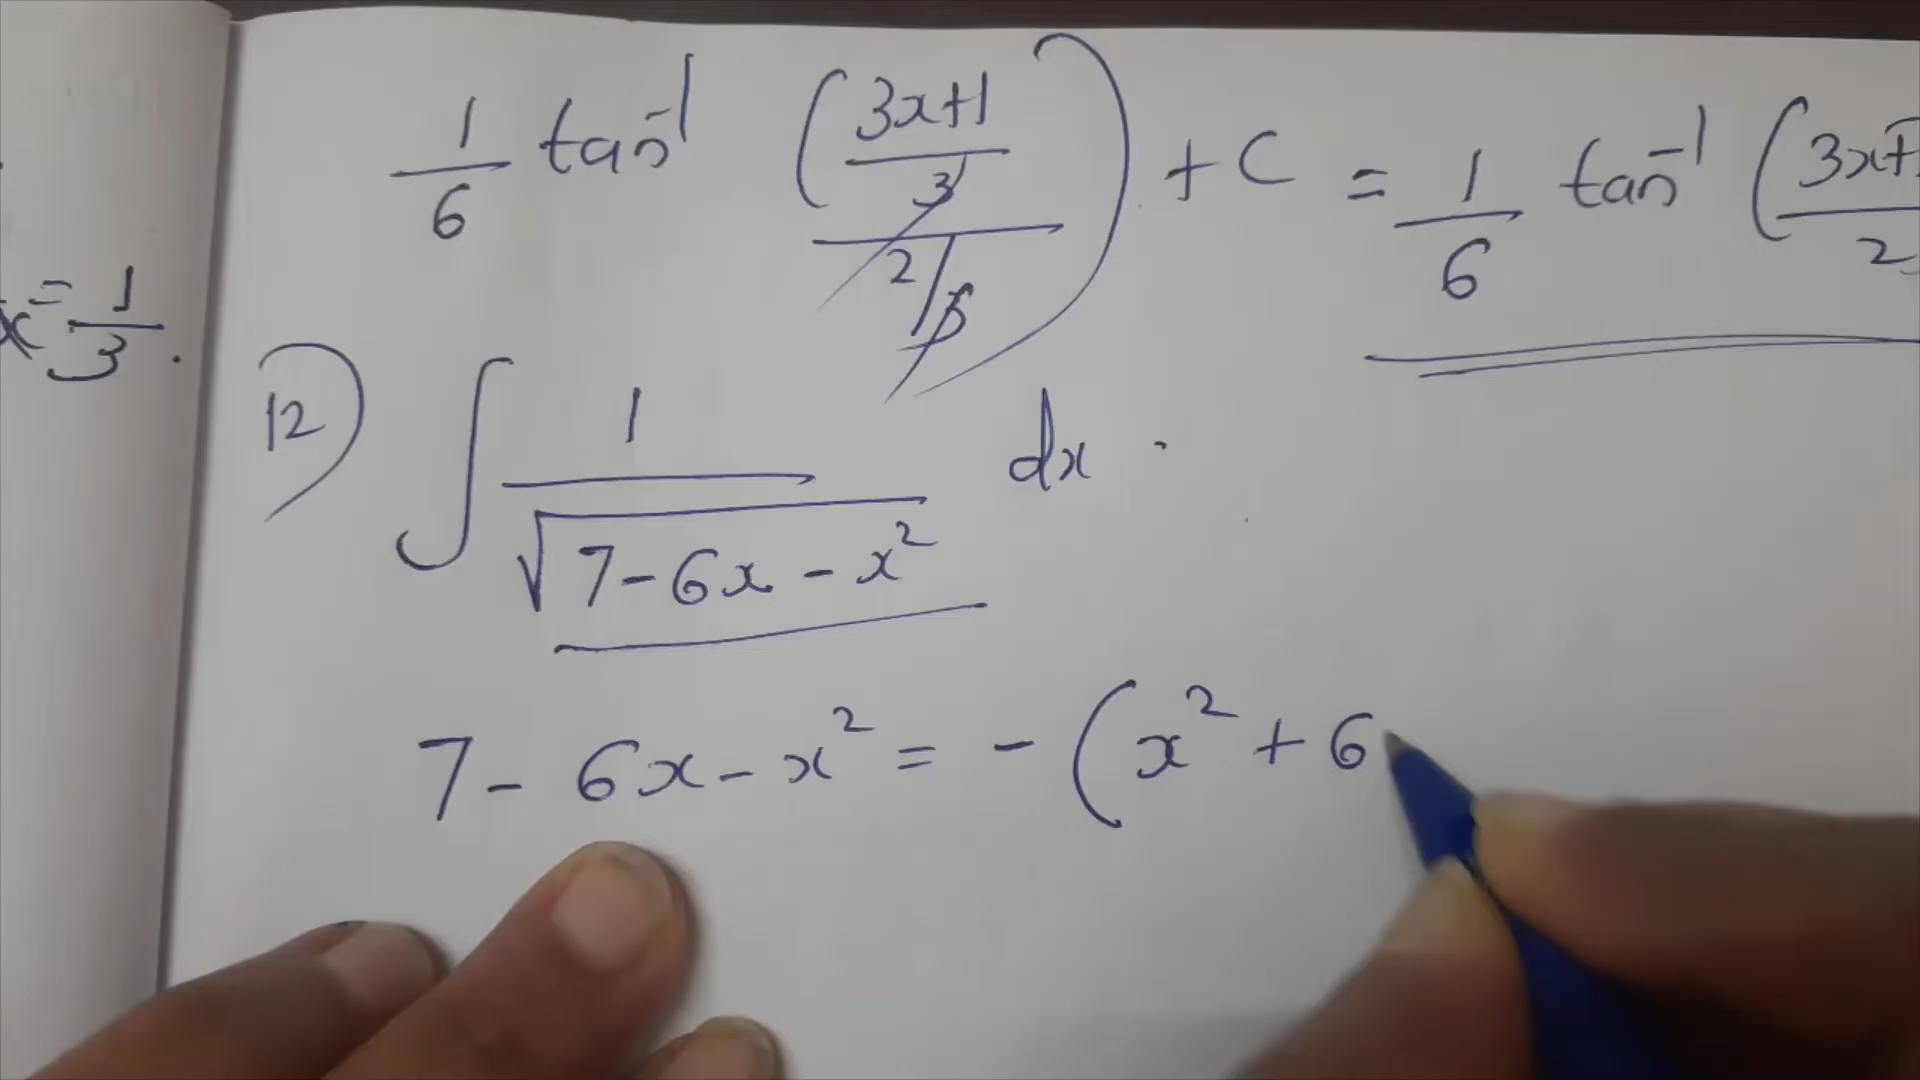 1/6 tan⁻¹ ((3x+1)/3 / 2/3) + C = 1/6 tan⁻¹ (3x+ / 2
x = 1/3 .
12) ∫ 1/√(7-6x-x²) dx .
7 - 6x - x² = - (x² + 6